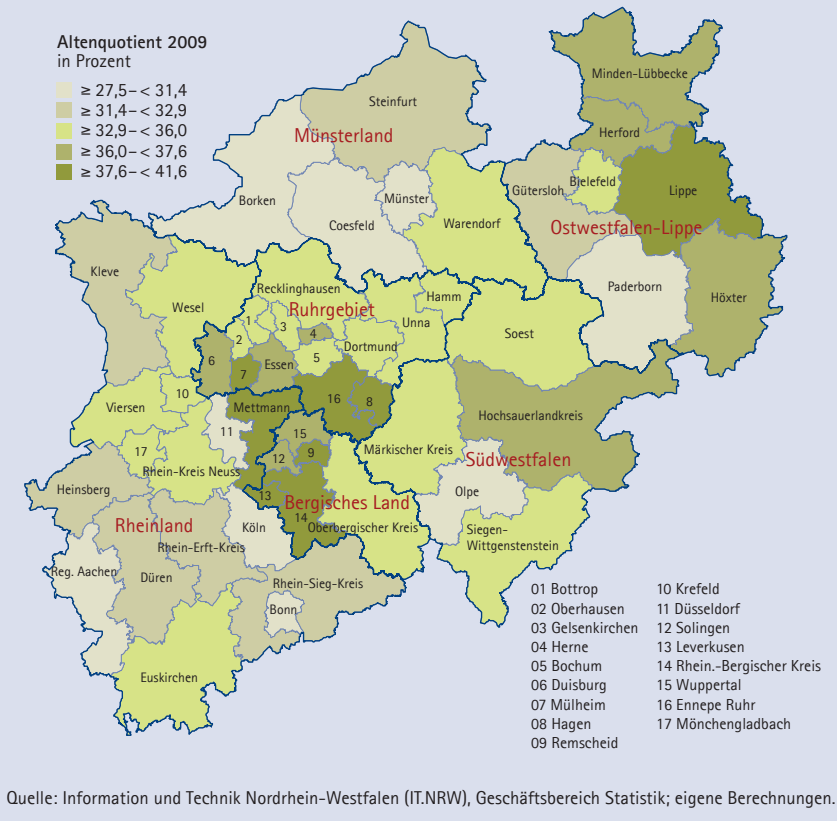 Altenquotient 2009
in Prozent
≥ 27,5–< 31,4
≥ 31,4–< 32,9
≥ 32,9–< 36,0
≥ 36,0–< 37,6
≥ 37,6–< 41,6
Minden-Lübbecke
Steinfurt
Herford
Münsterland
Bielefeld
Lippe
Gütersloh
Borken
Münster
Coesfeld
Warendorf
Ostwestfalen-Lippe
Kleve
Paderborn
Höxter
Recklinghausen
Hamm
Wesel
Ruhrgebiet
1
3
Unna
4
Soest
2
Dortmund
5
6
7
Essen
10
16
8
Viersen
Mettmann
Hochsauerlandkreis
11
15
17
9
Märkischer Kreis
12
Südwestfalen
Rhein-Kreis Neuss
Heinsberg
13
Olpe
Bergisches Land
14
Rheinland
Köln
Oberbergischer Kreis
Siegen-
Wittgenstenstein
Rhein-Erft-Kreis
Reg. Aachen
Düren
Rhein-Sieg-Kreis
Bonn
Euskirchen
01 Bottrop
02 Oberhausen
03 Gelsenkirchen
04 Herne
05 Bochum
06 Duisburg
07 Mülheim
08 Hagen
09 Remscheid
10 Krefeld
11 Düsseldorf
12 Solingen
13 Leverkusen
14 Rhein.-Bergischer Kreis
15 Wuppertal
16 Ennepe Ruhr
17 Mönchengladbach
Quelle: Information und Technik Nordrhein-Westfalen (IT.NRW), Geschäftsbereich Statistik; eigene Berechnungen.